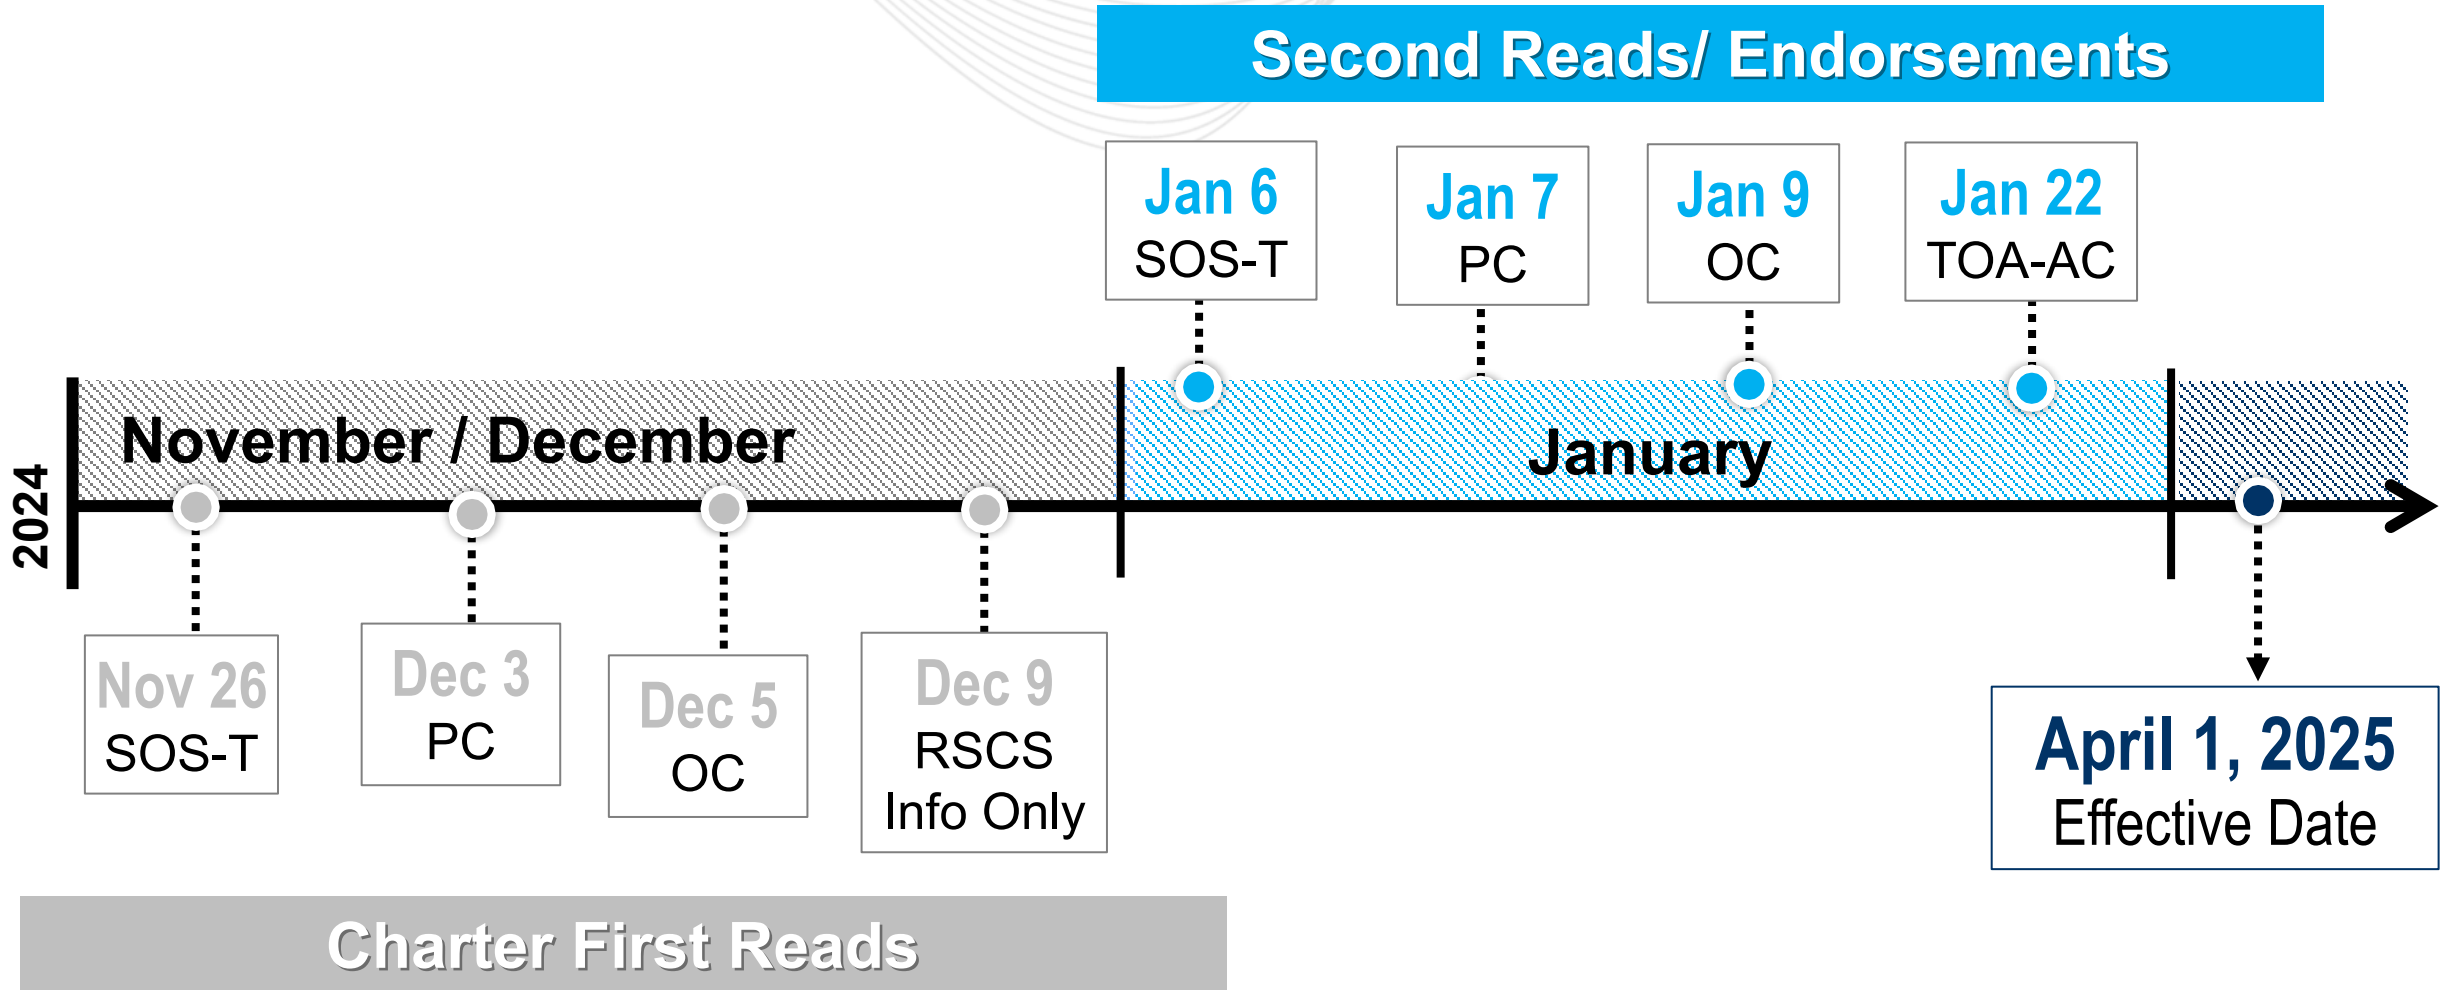 Second Reads/ Endorsements
Jan 6
SOS-T
Jan 7
PC
Jan 9
OC
Jan 22
TOA-AC
2024
November / December
January
Nov 26
SOS-T
Dec 3
PC
Dec 5
OC
Dec 9
RSCS
Info Only
April 1, 2025
Effective Date
Charter First Reads